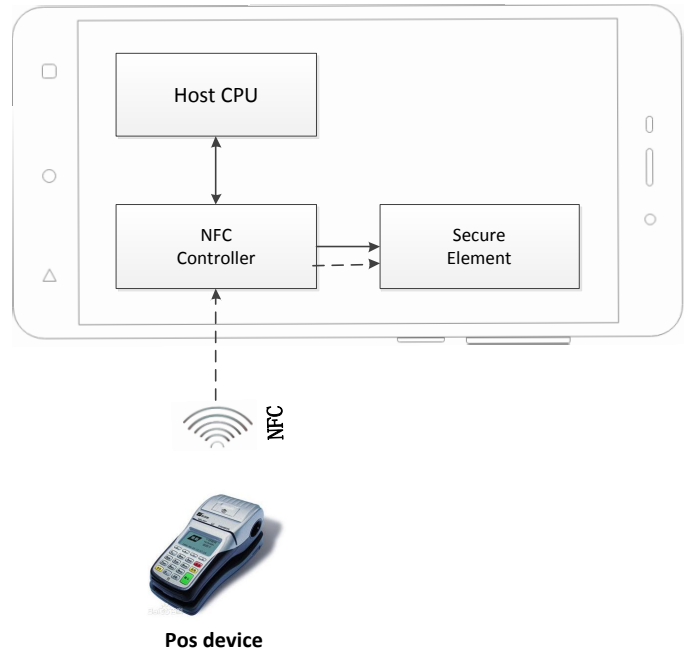 Host CPU
NFC
Controller
Secure
Element
NFC
Pos device